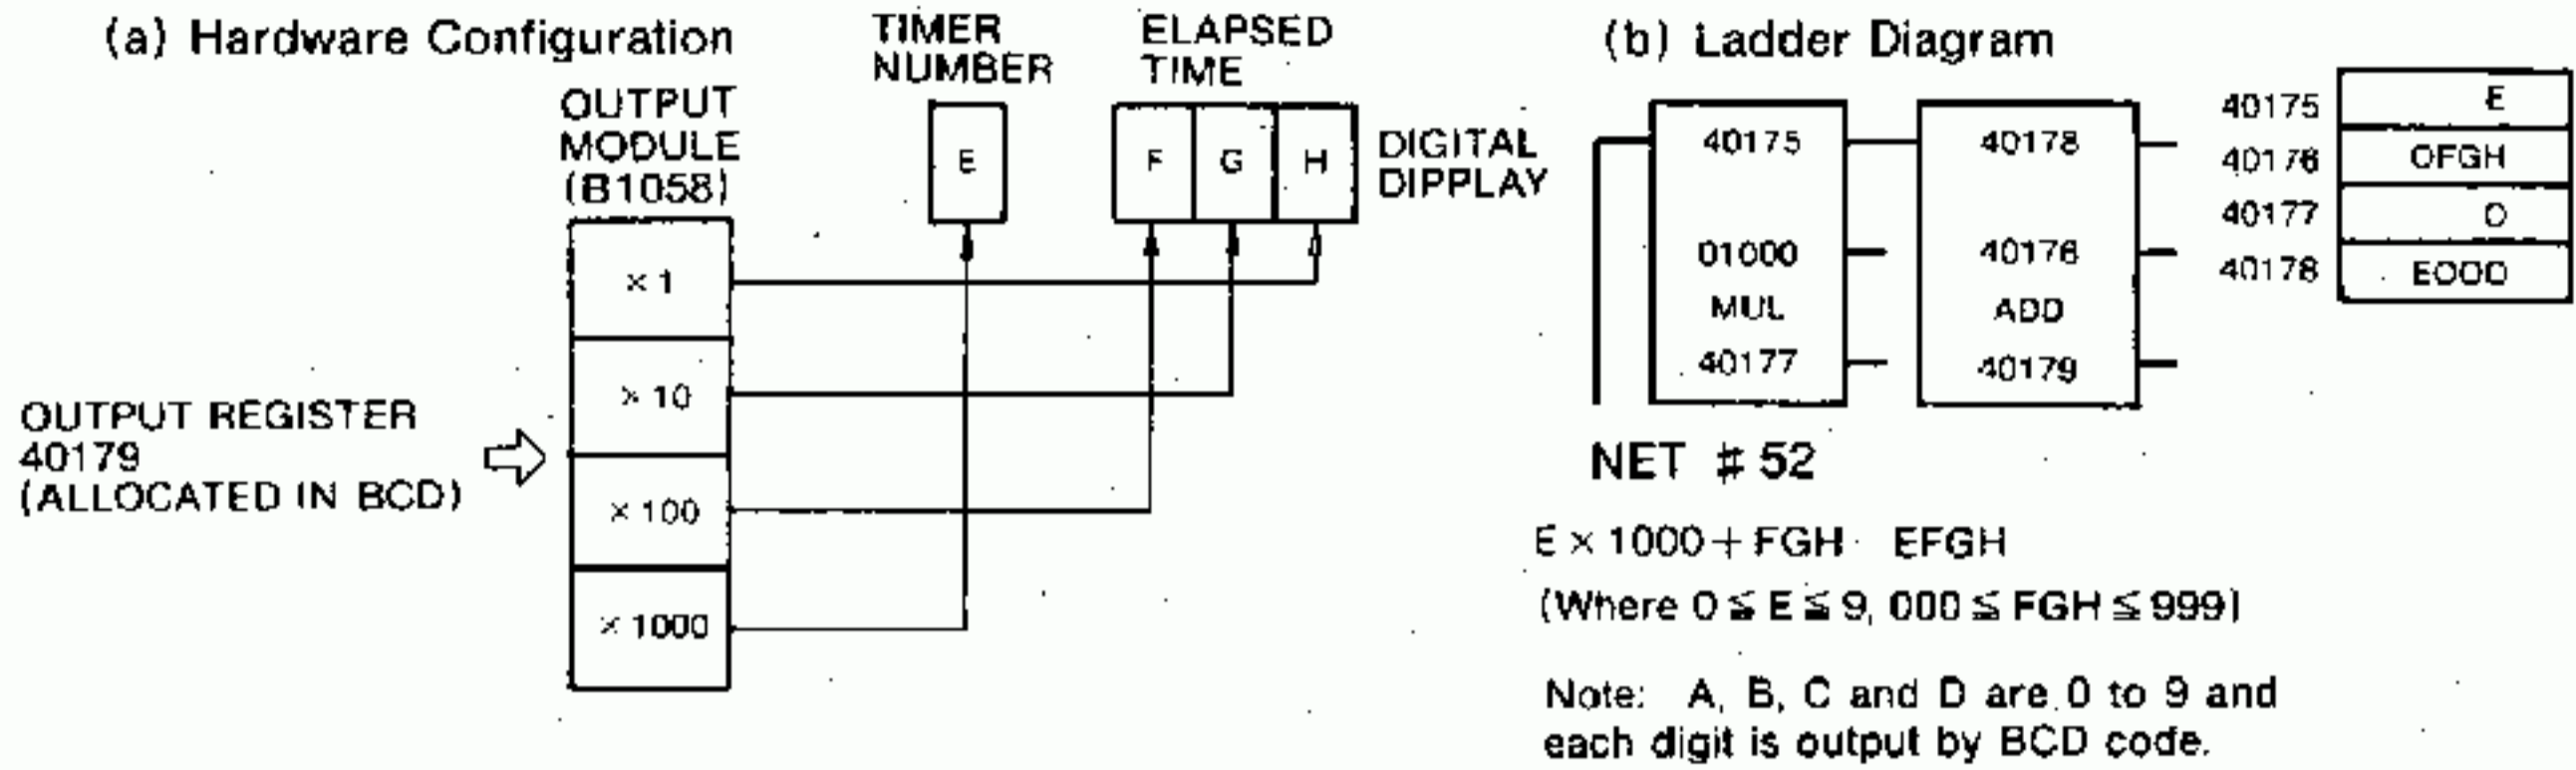 (a) Hardware Configuration
TIMER
NUMBER
ELAPSED
TIME
OUTPUT
MODULE
(B1058)
E
F G H
DIGITAL
DIPPLAY
× 1
× 10
× 100
× 1000
OUTPUT REGISTER
40179
(ALLOCATED IN BCD)
(b) Ladder Diagram
40175
01000
MUL
40177
40178
40176
ADD
40179
40175 E
40176 0FGH
40177 0
40178 E000
NET # 52
E × 1000 + FGH EFGH
(Where 0 ≦ E ≦ 9, 000 ≦ FGH ≦ 999)
Note: A, B, C and D are 0 to 9 and
each digit is output by BCD code.